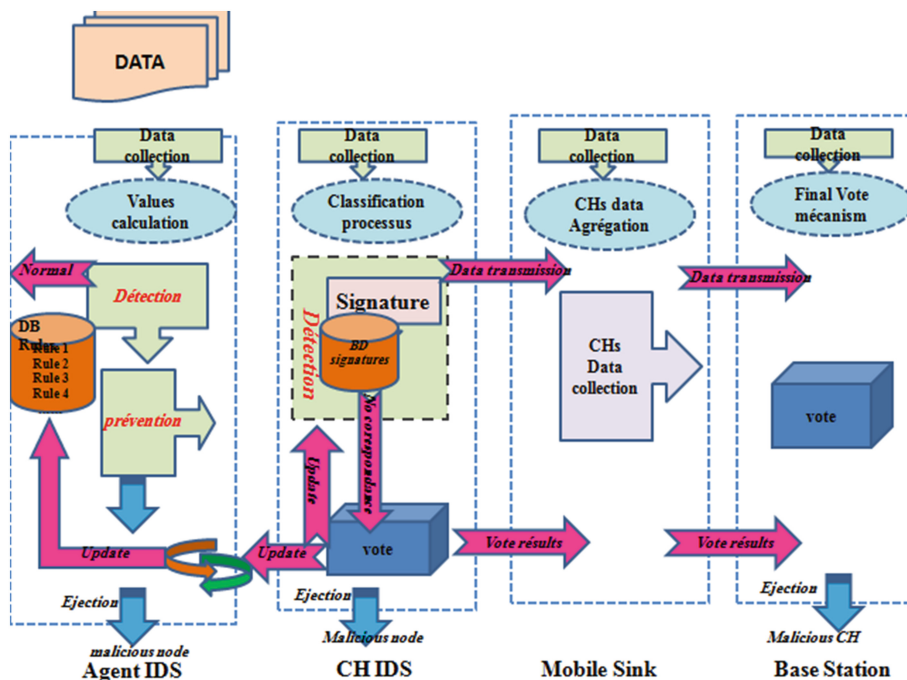 DATA
Data
collection
Values
calculation
Normal
Détection
DB
Rules
Rule 1
Rule 2
Rule 3
Rule 4
......
prévention
Update
Ejection
malicious node
Agent IDS
Data
collection
Classification
processus
Signature
Détection
BD
signatures
No correspondance
Update
Update
vote
Ejection
Malicious node
CH IDS
Data transmission
Data
collection
CHs data
Agrégation
CHs
Data
collection
Vote résults
Mobile Sink
Data transmission
Data
collection
Final Vote
mécanism
vote
Vote résults
Ejection
Malicious CH
Base Station